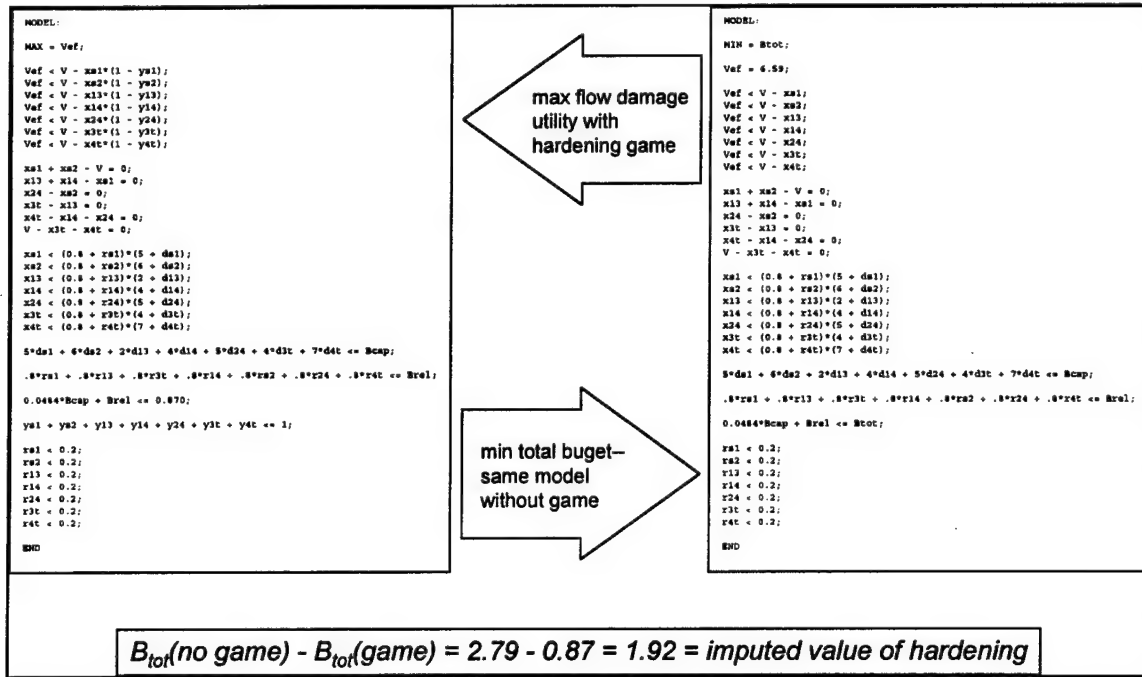 MODEL:
MAX = Vef;
Vef < V - xs1*(1 - ys1);
Vef < V - xs2*(1 - ys2);
Vef < V - x13*(1 - y13);
Vef < V - x14*(1 - y14);
Vef < V - x24*(1 - y24);
Vef < V - x3t*(1 - y3t);
Vef < V - x4t*(1 - y4t);
xs1 + xs2 - V = 0;
x13 + x14 - xs1 = 0;
x24 - xs2 = 0;
x3t - x13 = 0;
x4t - x14 - x24 = 0;
V - x3t - x4t = 0;
xs1 < (0.8 + rs1)*(5 + ds1);
xs2 < (0.8 + rs2)*(6 + ds2);
x13 < (0.8 + r13)*(2 + d13);
x14 < (0.8 + r14)*(4 + d14);
x24 < (0.8 + r24)*(5 + d24);
x3t < (0.8 + r3t)*(4 + d3t);
x4t < (0.8 + r4t)*(7 + d4t);
5*ds1 + 6*ds2 + 2*d13 + 4*d14 + 5*d24 + 4*d3t + 7*d4t <= Bcap;
.8*rs1 + .8*r13 + .8*r3t + .8*r14 + .8*rs2 + .8*r24 + .8*r4t <= Brel;
0.0484*Bcap + Brel <= 0.870;
ys1 + ys2 + y13 + y14 + y24 + y3t + y4t <= 1;
rs1 < 0.2;
rs2 < 0.2;
r13 < 0.2;
r14 < 0.2;
r24 < 0.2;
r3t < 0.2;
r4t < 0.2;
END
max flow damage
utility with
hardening game
min total buget–
same model
without game
MODEL:
MIN = Btot;
Vef = 6.59;
Vef < V - xs1;
Vef < V - xs2;
Vef < V - x13;
Vef < V - x14;
Vef < V - x24;
Vef < V - x3t;
Vef < V - x4t;
xs1 + xs2 - V = 0;
x13 + x14 - xs1 = 0;
x24 - xs2 = 0;
x3t - x13 = 0;
x4t - x14 - x24 = 0;
V - x3t - x4t = 0;
xs1 < (0.8 + rs1)*(5 + ds1);
xs2 < (0.8 + rs2)*(6 + ds2);
x13 < (0.8 + r13)*(2 + d13);
x14 < (0.8 + r14)*(4 + d14);
x24 < (0.8 + r24)*(5 + d24);
x3t < (0.8 + r3t)*(4 + d3t);
x4t < (0.8 + r4t)*(7 + d4t);
5*ds1 + 6*ds2 + 2*d13 + 4*d14 + 5*d24 + 4*d3t + 7*d4t <= Bcap;
.8*rs1 + .8*r13 + .8*r3t + .8*r14 + .8*rs2 + .8*r24 + .8*r4t <= Brel;
0.0484*Bcap + Brel <= Btot;
rs1 < 0.2;
rs2 < 0.2;
r13 < 0.2;
r14 < 0.2;
r24 < 0.2;
r3t < 0.2;
r4t < 0.2;
END
Btot(no game) - Btot(game) = 2.79 - 0.87 = 1.92 = imputed value of hardening